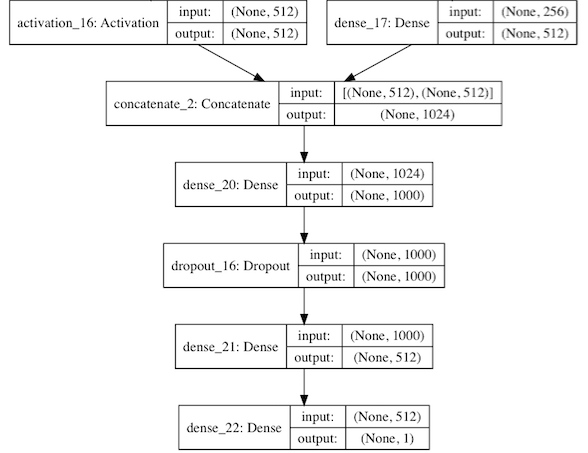 activation_16: Activation input: (None, 512) dense_17: Dense input: (None, 256)
output: (None, 512) output: (None, 512)
concatenate_2: Concatenate input: [(None, 512), (None, 512)]
output: (None, 1024)
dense_20: Dense input: (None, 1024)
output: (None, 1000)
dropout_16: Dropout input: (None, 1000)
output: (None, 1000)
dense_21: Dense input: (None, 1000)
output: (None, 512)
dense_22: Dense input: (None, 512)
output: (None, 1)